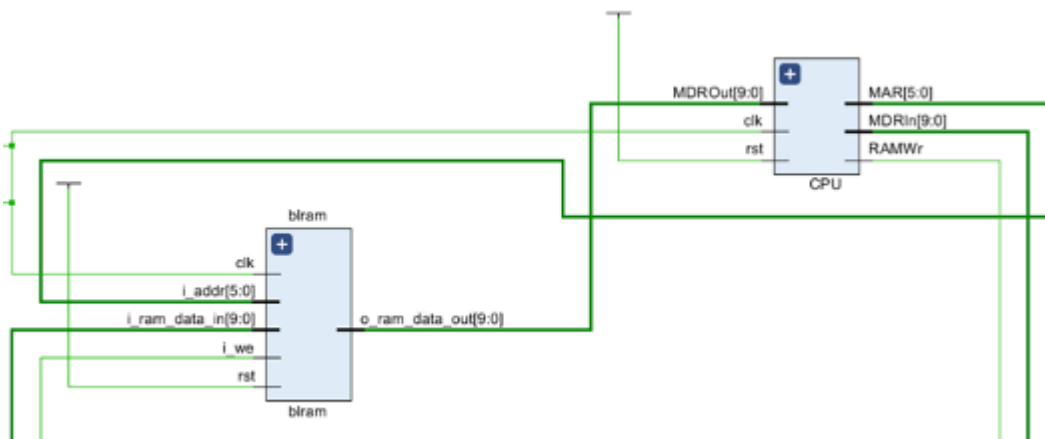 MDROut[9:0]
MAR[5:0]
clk
MDRIn[9:0]
rst
RAMWr
CPU
blram
clk
i_addr[5:0]
i_ram_data_in[9:0]
o_ram_data_out[9:0]
i_we
rst
blram